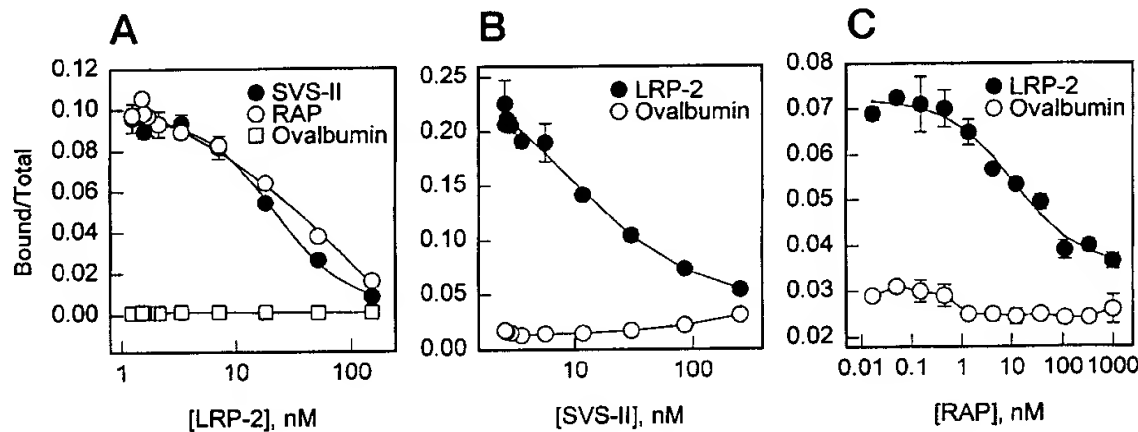 A
B
C
Bound/Total
0.12
0.10
0.08
0.06
0.04
0.02
0.00
SVS-II
RAP
Ovalbumin
1
10
100
[LRP-2], nM
0.25
0.20
0.15
0.10
0.05
0.00
LRP-2
Ovalbumin
10
100
[SVS-II], nM
0.08
0.07
0.06
0.05
0.04
0.03
0.02
LRP-2
Ovalbumin
0.01
0.1
1
10
100
1000
[RAP], nM